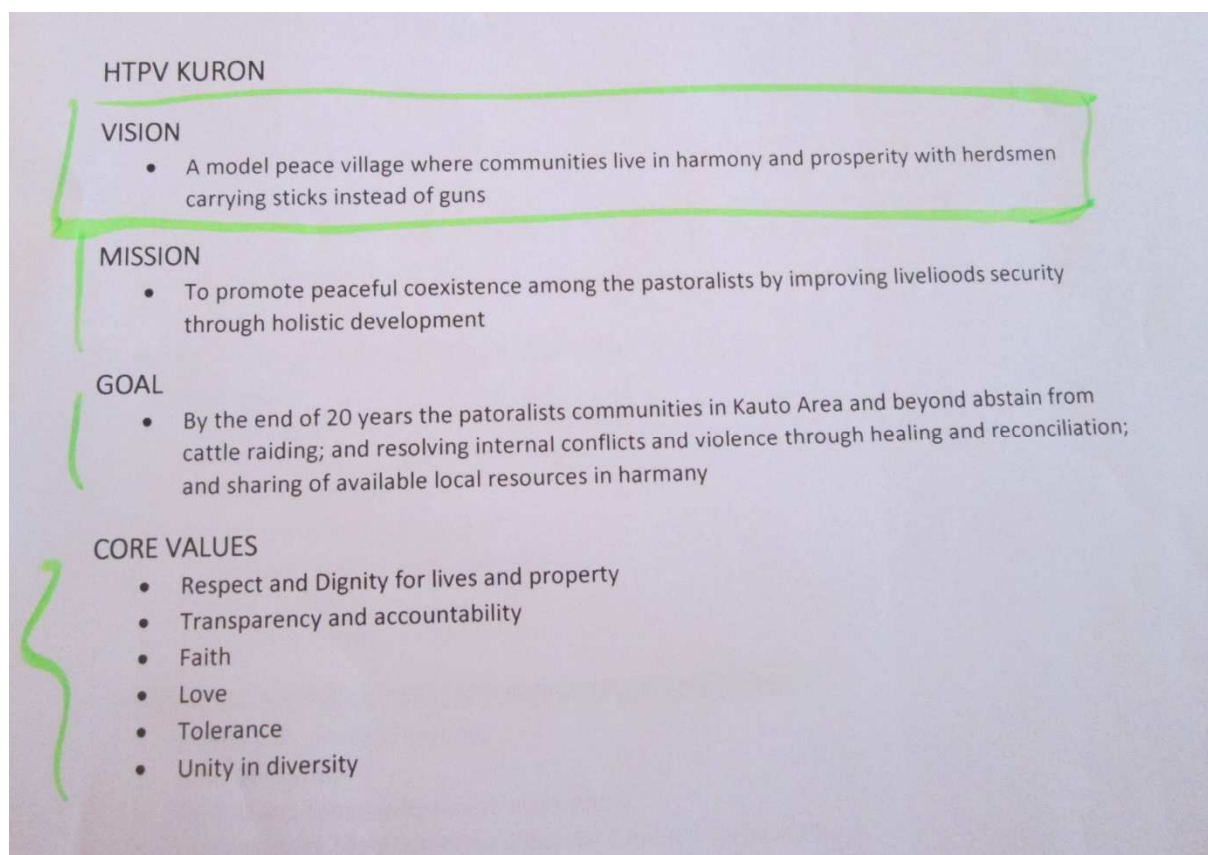 HTPV KURON
VISION
• A model peace village where communities live in harmony and prosperity with herdsmen
carrying sticks instead of guns
MISSION
• To promote peaceful coexistence among the pastoralists by improving livelioods security
through holistic development
GOAL
• By the end of 20 years the patoralists communities in Kauto Area and beyond abstain from
cattle raiding; and resolving internal conflicts and violence through healing and reconciliation;
and sharing of available local resources in harmany
CORE VALUES
• Respect and Dignity for lives and property
• Transparency and accountability
• Faith
• Love
• Tolerance
• Unity in diversity